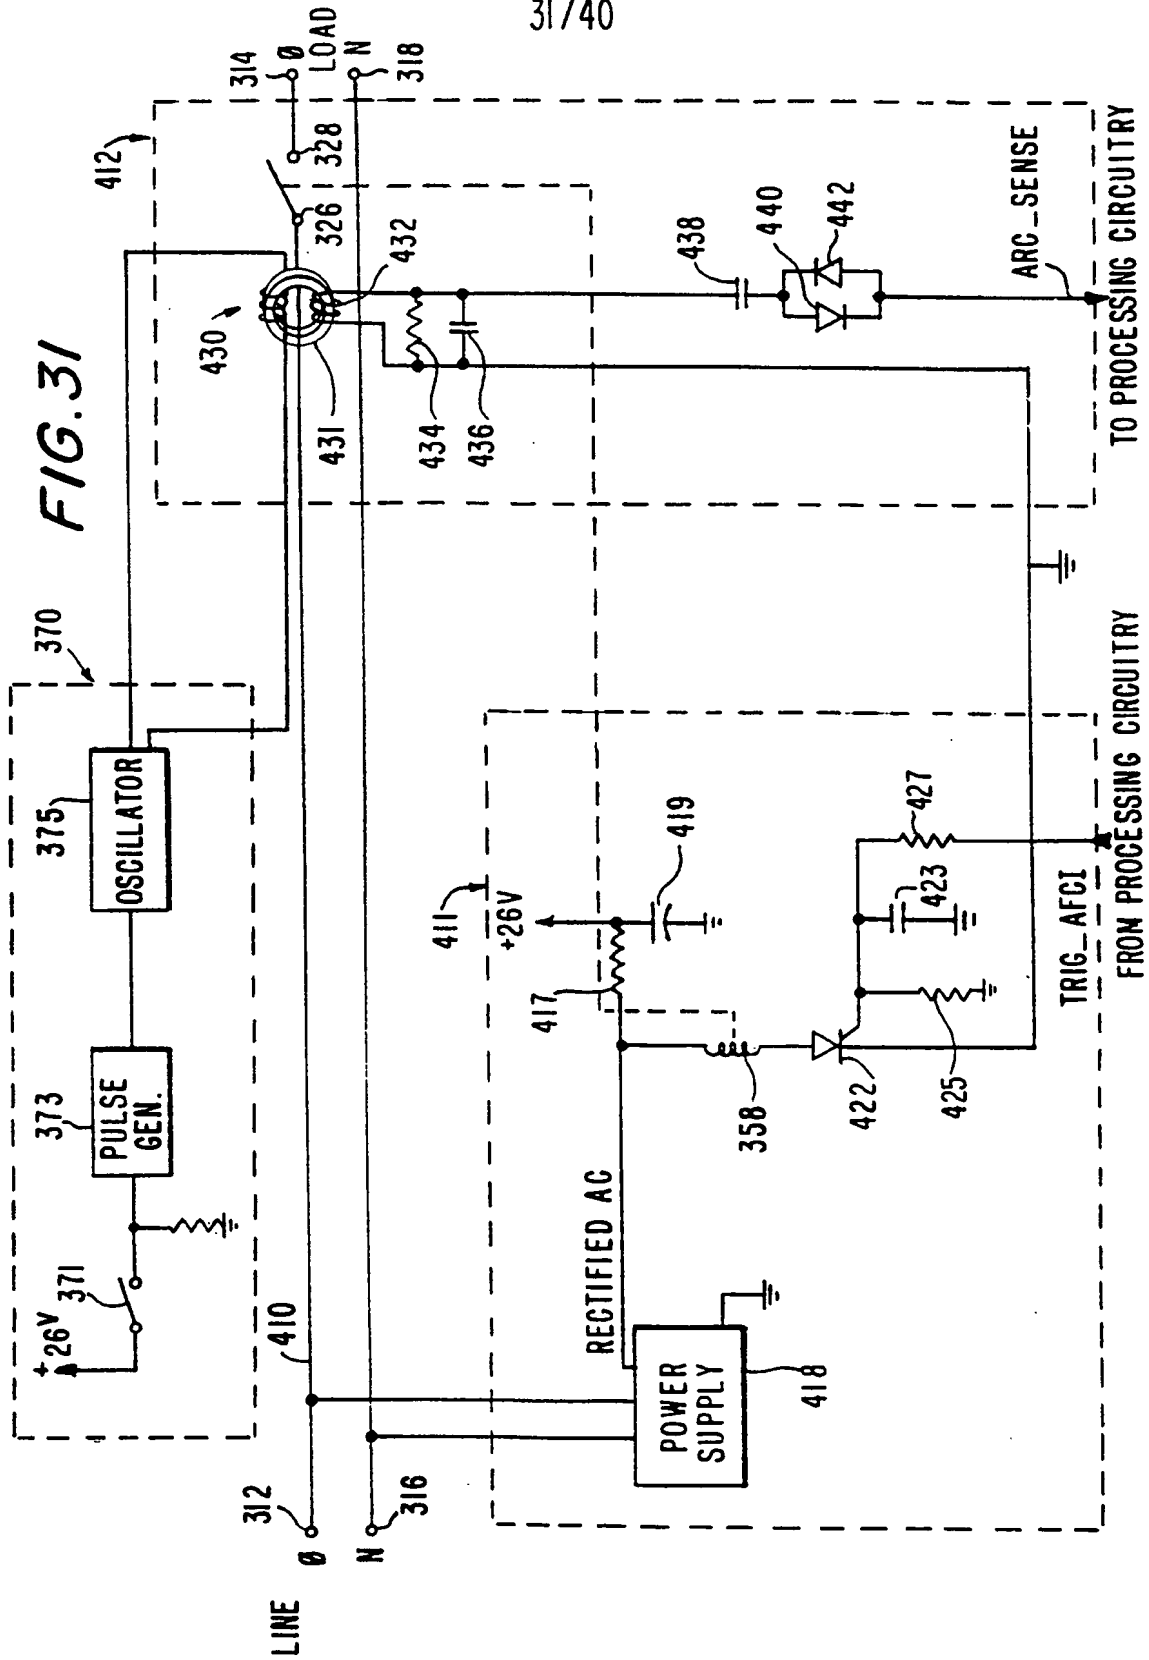 31/40
FIG. 31
370
+26V
371
373
PULSE
GEN.
375
OSCILLATOR
412
314
Ø
LOAD
N
318
328
326
432
430
431
434
436
438
440
442
ARC_SENSE
TO PROCESSING CIRCUITRY
LINE
312
Ø
N
316
410
411
+26V
417
419
RECTIFIED AC
POWER
SUPPLY
418
358
422
425
423
427
TRIG_AFCI
FROM PROCESSING CIRCUITRY